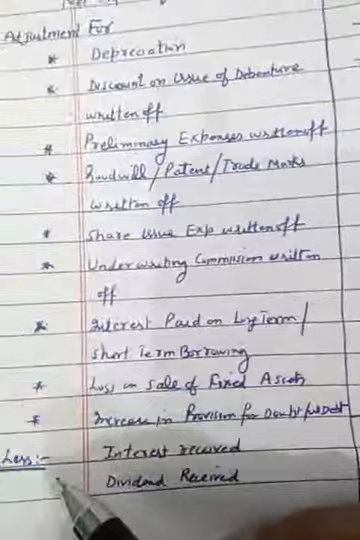 Adjustment For
* Depreciation
* Discount on Issue of Debenture
written off
* Preliminary Expenses written off
* Goodwill/Patent/Trade Marks
written off
* Share Issue Exp written off
* Underwriting Commission written
off
* Interest Paid on Long Term/
Short Term Borrowing
* Loss on Sale of Fixed Assets
* Increase in Provision for Doubtful Debt
Less:- Interest received
Dividend Received